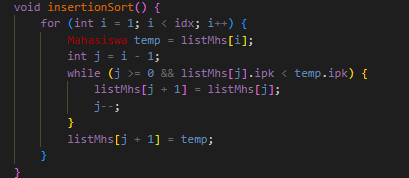 void insertionSort() {
    for (int i = 1; i < idx; i++) {
        Mahasiswa temp = listMhs[i];
        int j = i - 1;
        while (j >= 0 && listMhs[j].ipk < temp.ipk) {
            listMhs[j + 1] = listMhs[j];
            j--;
        }
        listMhs[j + 1] = temp;
    }
}